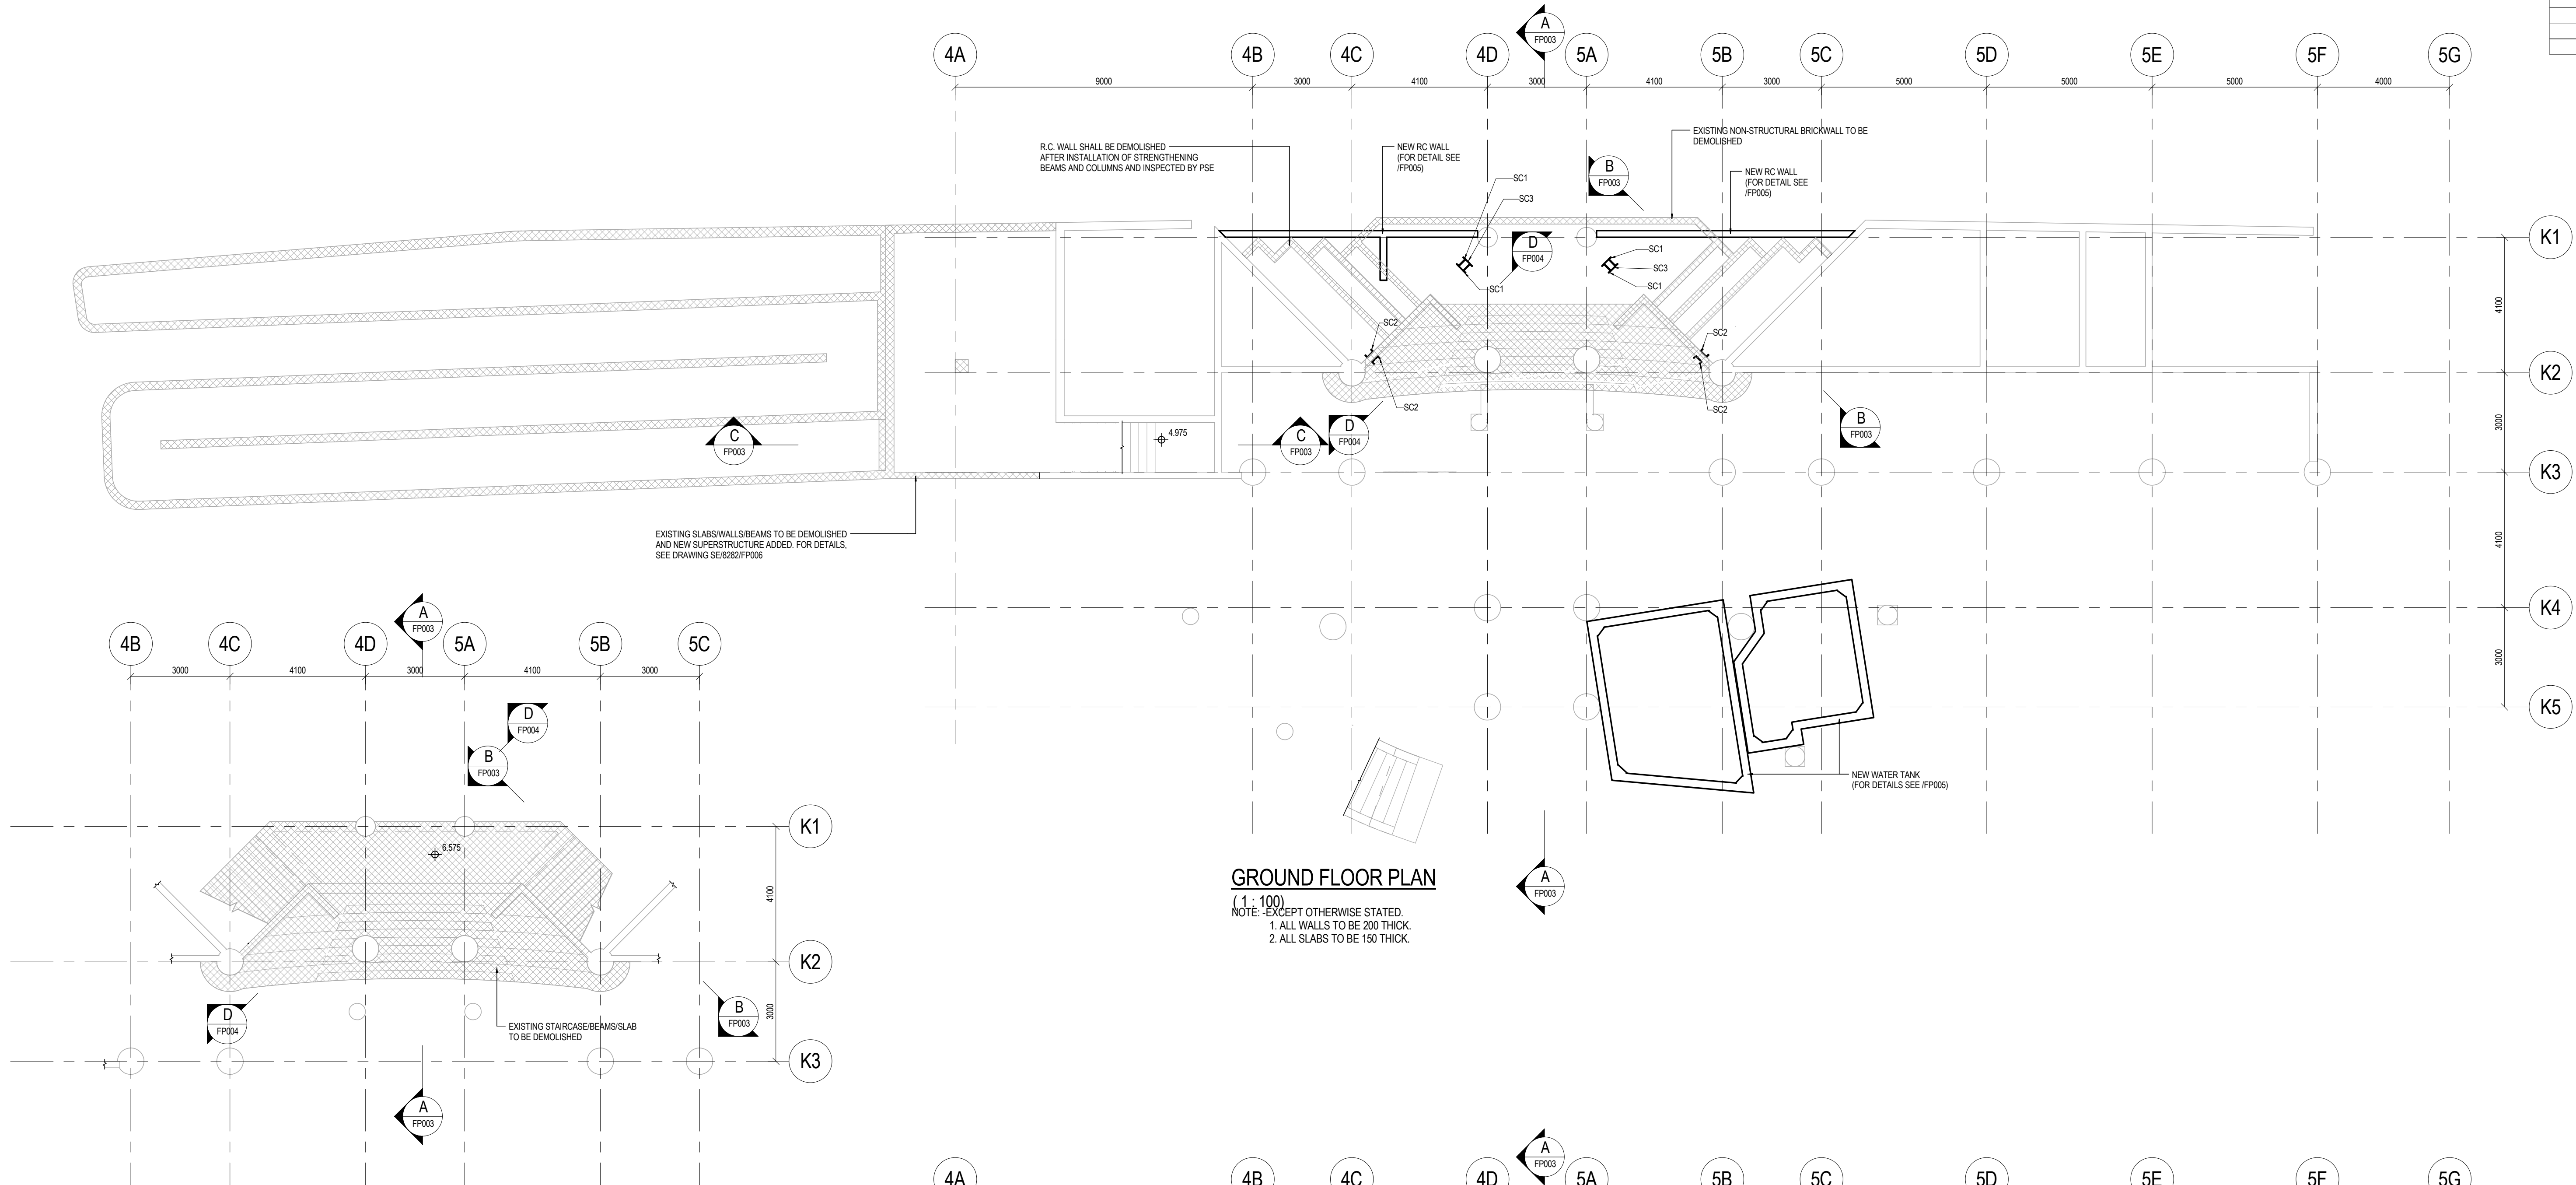 A
FP003
4A
4B
4C
4D
5A
5B
5C
5D
5E
5F
5G
9000
3000
4100
3000
4100
3000
5000
5000
5000
4000
R.C. WALL SHALL BE DEMOLISHED
AFTER INSTALLATION OF STRENGTHENING
BEAMS AND COLUMNS AND INSPECTED BY PSE
NEW RC WALL
(FOR DETAIL SEE
/FP005)
EXISTING NON-STRUCTURAL BRICKWALL TO BE
DEMOLISHED
B
FP003
NEW RC WALL
(FOR DETAIL SEE
/FP005)
SC1
SC3
D
FP004
SC1
SC1
SC3
SC1
K1
4100
SC2
SC2
SC2
SC2
K2
C
FP003
4.975
C
FP003
D
FP004
B
FP003
3000
K3
EXISTING SLABS/WALLS/BEAMS TO BE DEMOLISHED
AND NEW SUPERSTRUCTURE ADDED. FOR DETAILS,
SEE DRAWING SE/8282/FP006
4100
K4
3000
K5
NEW WATER TANK
(FOR DETAILS SEE /FP005)
GROUND FLOOR PLAN
( 1 : 100)
NOTE: -EXCEPT OTHERWISE STATED.
1. ALL WALLS TO BE 200 THICK.
2. ALL SLABS TO BE 150 THICK.
A
FP003
A
FP003
4B
4C
4D
5A
5B
5C
3000
4100
3000
4100
3000
D
FP004
B
FP003
K1
6.575
4100
K2
D
FP004
B
FP003
3000
EXISTING STAIRCASE/BEAMS/SLAB
TO BE DEMOLISHED
K3
A
FP003
A
FP003
4A
4B
4C
4D
5A
5B
5C
5D
5E
5F
5G